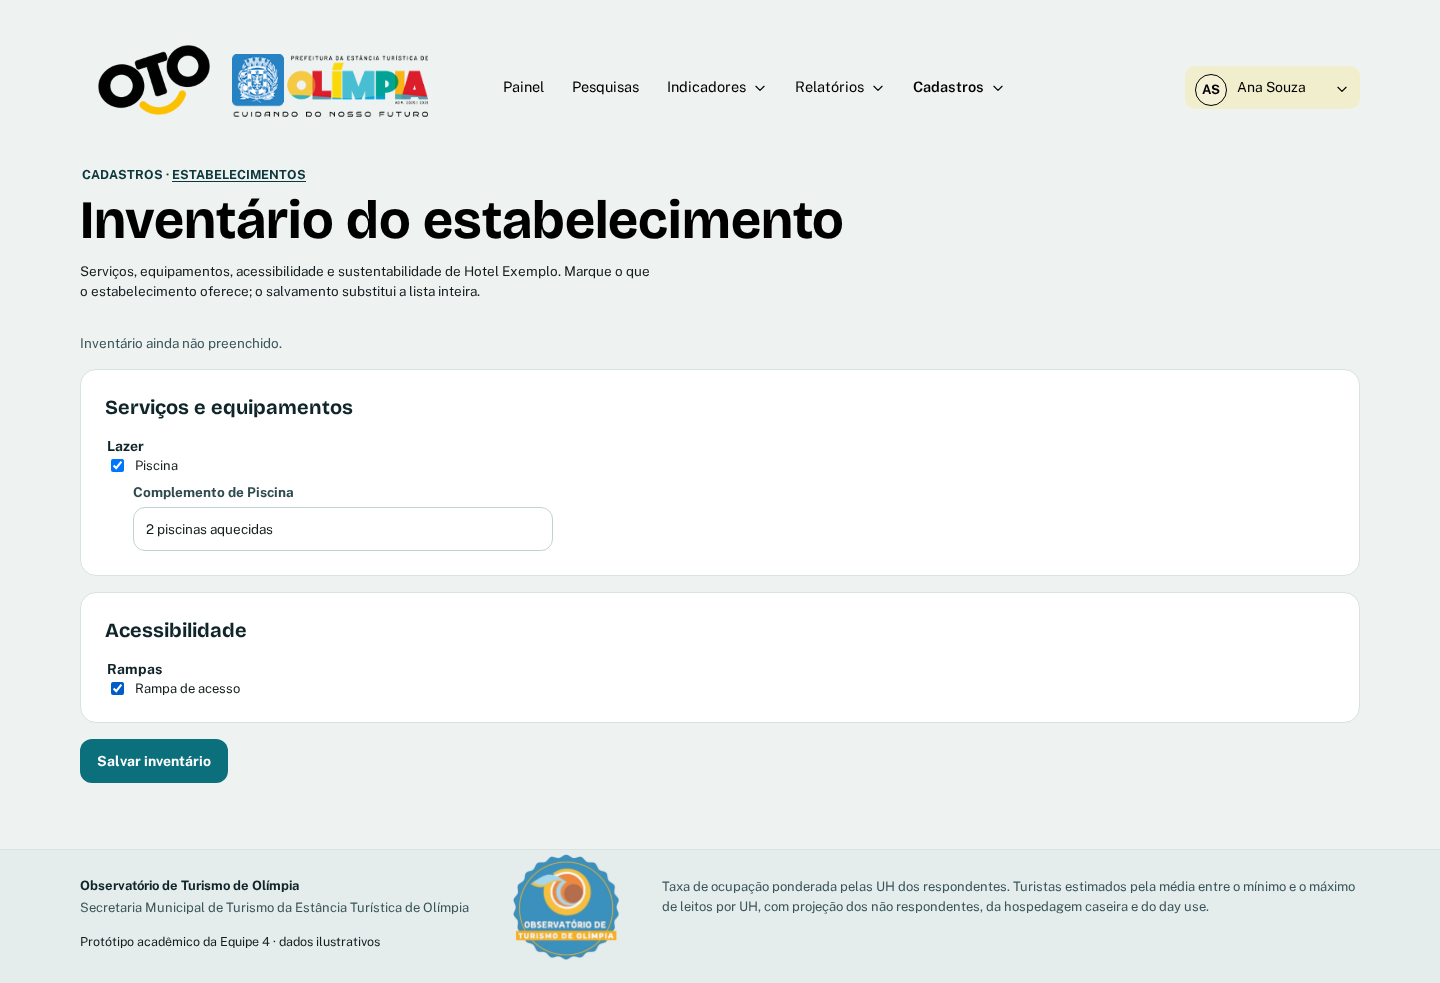 OTO
PREFEITURA DA ESTÂNCIA TURÍSTICA DE
OLÍMPIA
CUIDANDO DO NOSSO FUTURO
Painel
Pesquisas
Indicadores
Relatórios
Cadastros
AS
Ana Souza
CADASTROS · ESTABELECIMENTOS
Inventário do estabelecimento
Serviços, equipamentos, acessibilidade e sustentabilidade de Hotel Exemplo. Marque o que
o estabelecimento oferece; o salvamento substitui a lista inteira.
Inventário ainda não preenchido.
Serviços e equipamentos
Lazer
Piscina
Complemento de Piscina
2 piscinas aquecidas
Acessibilidade
Rampas
Rampa de acesso
Salvar inventário
Observatório de Turismo de Olímpia
Secretaria Municipal de Turismo da Estância Turística de Olímpia
Protótipo acadêmico da Equipe 4 · dados ilustrativos
OBSERVATÓRIO DE
TURISMO DE OLÍMPIA
Taxa de ocupação ponderada pelas UH dos respondentes. Turistas estimados pela média entre o mínimo e o máximo
de leitos por UH, com projeção dos não respondentes, da hospedagem caseira e do day use.